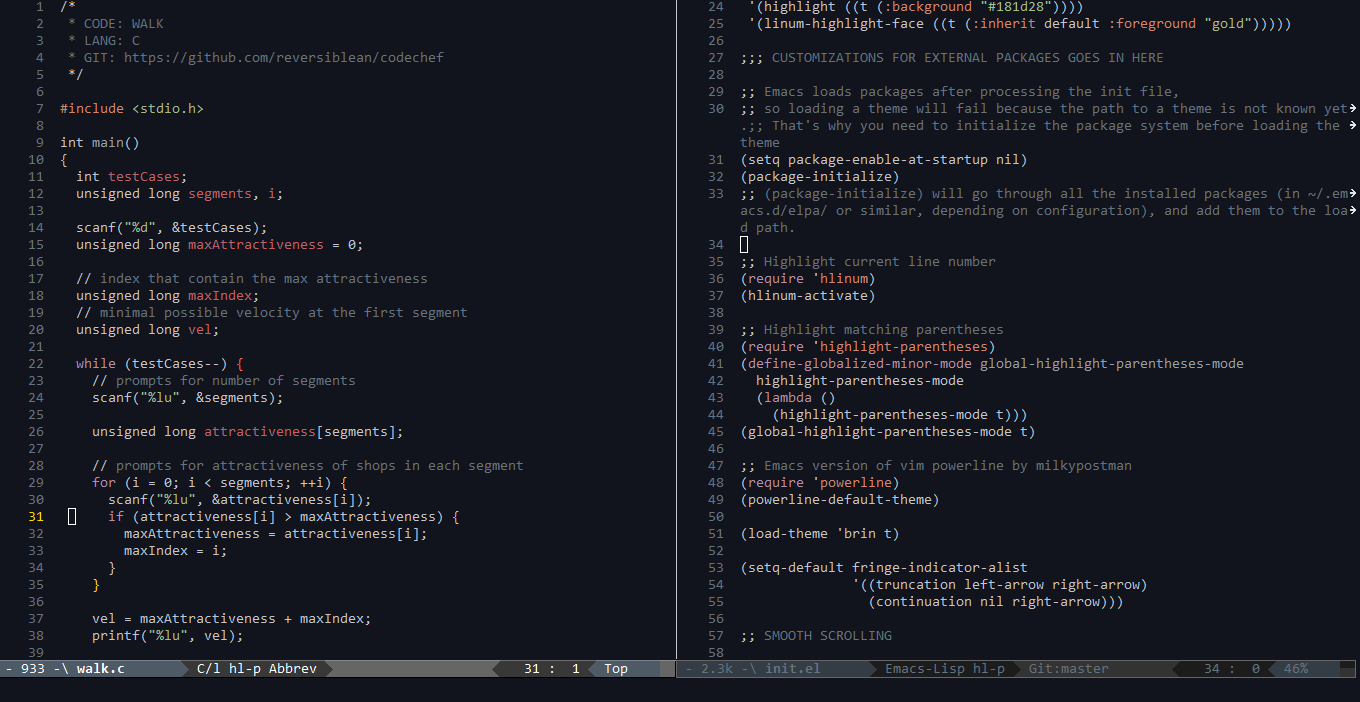 1 /*
2  * CODE: WALK
3  * LANG: C
4  * GIT: https://github.com/reversiblean/codechef
5  */
6
7 #include <stdio.h>
8
9 int main()
10 {
11   int testCases;
12   unsigned long segments, i;
13
14   scanf("%d", &testCases);
15   unsigned long maxAttractiveness = 0;
16
17   // index that contain the max attractiveness
18   unsigned long maxIndex;
19   // minimal possible velocity at the first segment
20   unsigned long vel;
21
22   while (testCases--) {
23     // prompts for number of segments
24     scanf("%lu", &segments);
25
26     unsigned long attractiveness[segments];
27
28     // prompts for attractiveness of shops in each segment
29     for (i = 0; i < segments; ++i) {
30       scanf("%lu", &attractiveness[i]);
31       if (attractiveness[i] > maxAttractiveness) {
32         maxAttractiveness = attractiveness[i];
33         maxIndex = i;
34       }
35     }
36
37     vel = maxAttractiveness + maxIndex;
38     printf("%lu", vel);
39
- 933 -\ walk.c C/l hl-p Abbrev 31 : 1 Top
24  '(highlight ((t (:background "#181d28"))))
25  '(linum-highlight-face ((t (:inherit default :foreground "gold")))))
26
27 ;;; CUSTOMIZATIONS FOR EXTERNAL PACKAGES GOES IN HERE
28
29 ;; Emacs loads packages after processing the init file,
30 ;; so loading a theme will fail because the path to a theme is not known yet
.;; That's why you need to initialize the package system before loading the
theme
31 (setq package-enable-at-startup nil)
32 (package-initialize)
33 ;; (package-initialize) will go through all the installed packages (in ~/.em
acs.d/elpa/ or similar, depending on configuration), and add them to the loa
d path.
34
35 ;; Highlight current line number
36 (require 'hlinum)
37 (hlinum-activate)
38
39 ;; Highlight matching parentheses
40 (require 'highlight-parentheses)
41 (define-globalized-minor-mode global-highlight-parentheses-mode
42   highlight-parentheses-mode
43   (lambda ()
44     (highlight-parentheses-mode t)))
45 (global-highlight-parentheses-mode t)
46
47 ;; Emacs version of vim powerline by milkypostman
48 (require 'powerline)
49 (powerline-default-theme)
50
51 (load-theme 'brin t)
52
53 (setq-default fringe-indicator-alist
54               '((truncation left-arrow right-arrow)
55                 (continuation nil right-arrow)))
56
57 ;; SMOOTH SCROLLING
58
- 2.3k -\ init.el Emacs-Lisp hl-p Git:master 34 : 0 46%